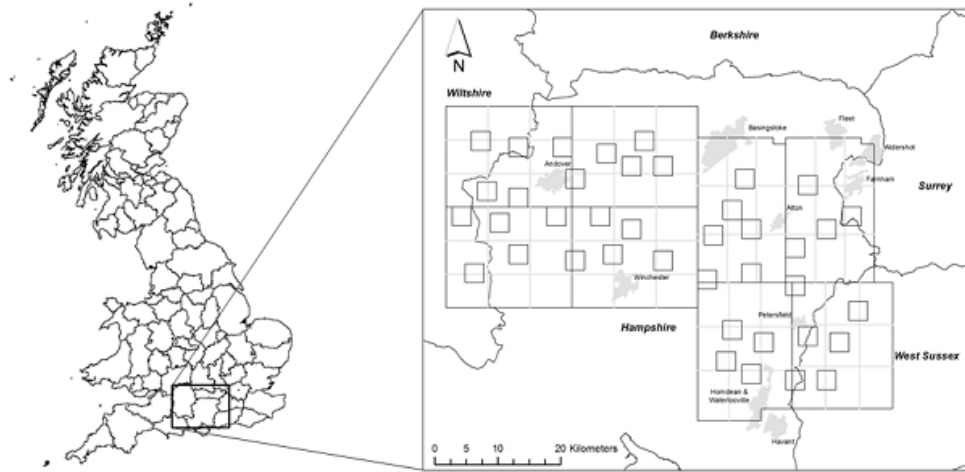 Berkshire
N
Wiltshire
Fleet
Basingstoke
Aldershot
Andover
Farnham
Surrey
Alton
Winchester
Petersfield
Hampshire
West Sussex
Horndean &
Waterlooville
Havant
0 5 10 20 Kilometers